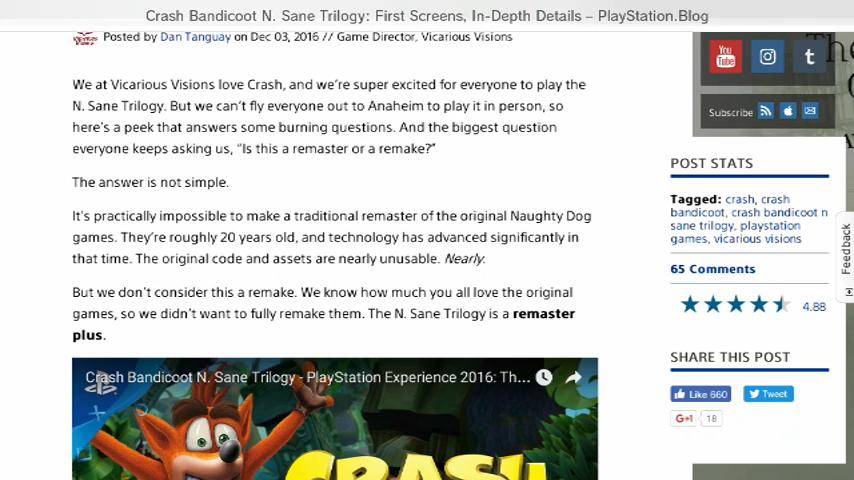 Crash Bandicoot N. Sane Trilogy: First Screens, In-Depth Details – PlayStation.Blog
Posted by Dan Tanguay on Dec 03, 2016 // Game Director, Vicarious Visions
We at Vicarious Visions love Crash, and we're super excited for everyone to play the
N. Sane Trilogy. But we can't fly everyone out to Anaheim to play it in person, so
here's a peek that answers some burning questions. And the biggest question
everyone keeps asking us, “Is this a remaster or a remake?”
The answer is not simple.
It's practically impossible to make a traditional remaster of the original Naughty Dog
games. They're roughly 20 years old, and technology has advanced significantly in
that time. The original code and assets are nearly unusable. Nearly.
But we don't consider this a remake. We know how much you all love the original
games, so we didn't want to fully remake them. The N. Sane Trilogy is a remaster
plus.
Crash Bandicoot N. Sane Trilogy - PlayStation Experience 2016: Th...
CRASH
You
Tube
t
Subscribe
POST STATS
Tagged: crash, crash
bandicoot, crash bandicoot n
sane trilogy, playstation
games, vicarious visions
65 Comments
4.88
SHARE THIS POST
Like 660
Tweet
G+1
18
Feedback